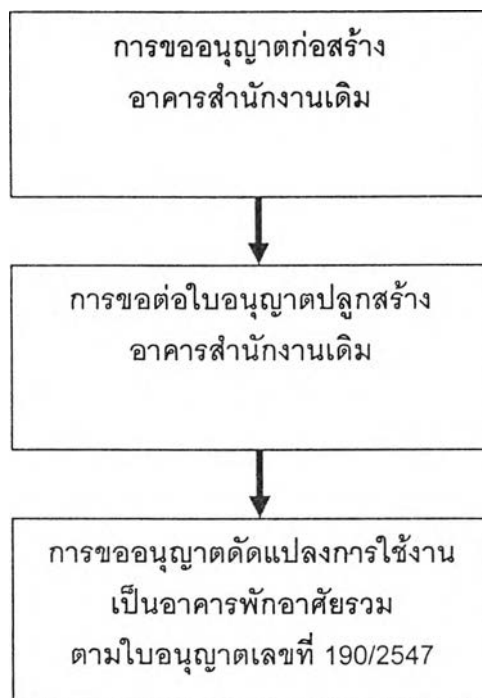 การขออนุญาตก่อสร้าง
อาคารสำนักงานเดิม
การขอต่อใบอนุญาตปลูกสร้าง
อาคารสำนักงานเดิม
การขออนุญาตดัดแปลงการใช้งาน
เป็นอาคารพักอาศัยรวม
ตามใบอนุญาตเลขที่ 190/2547